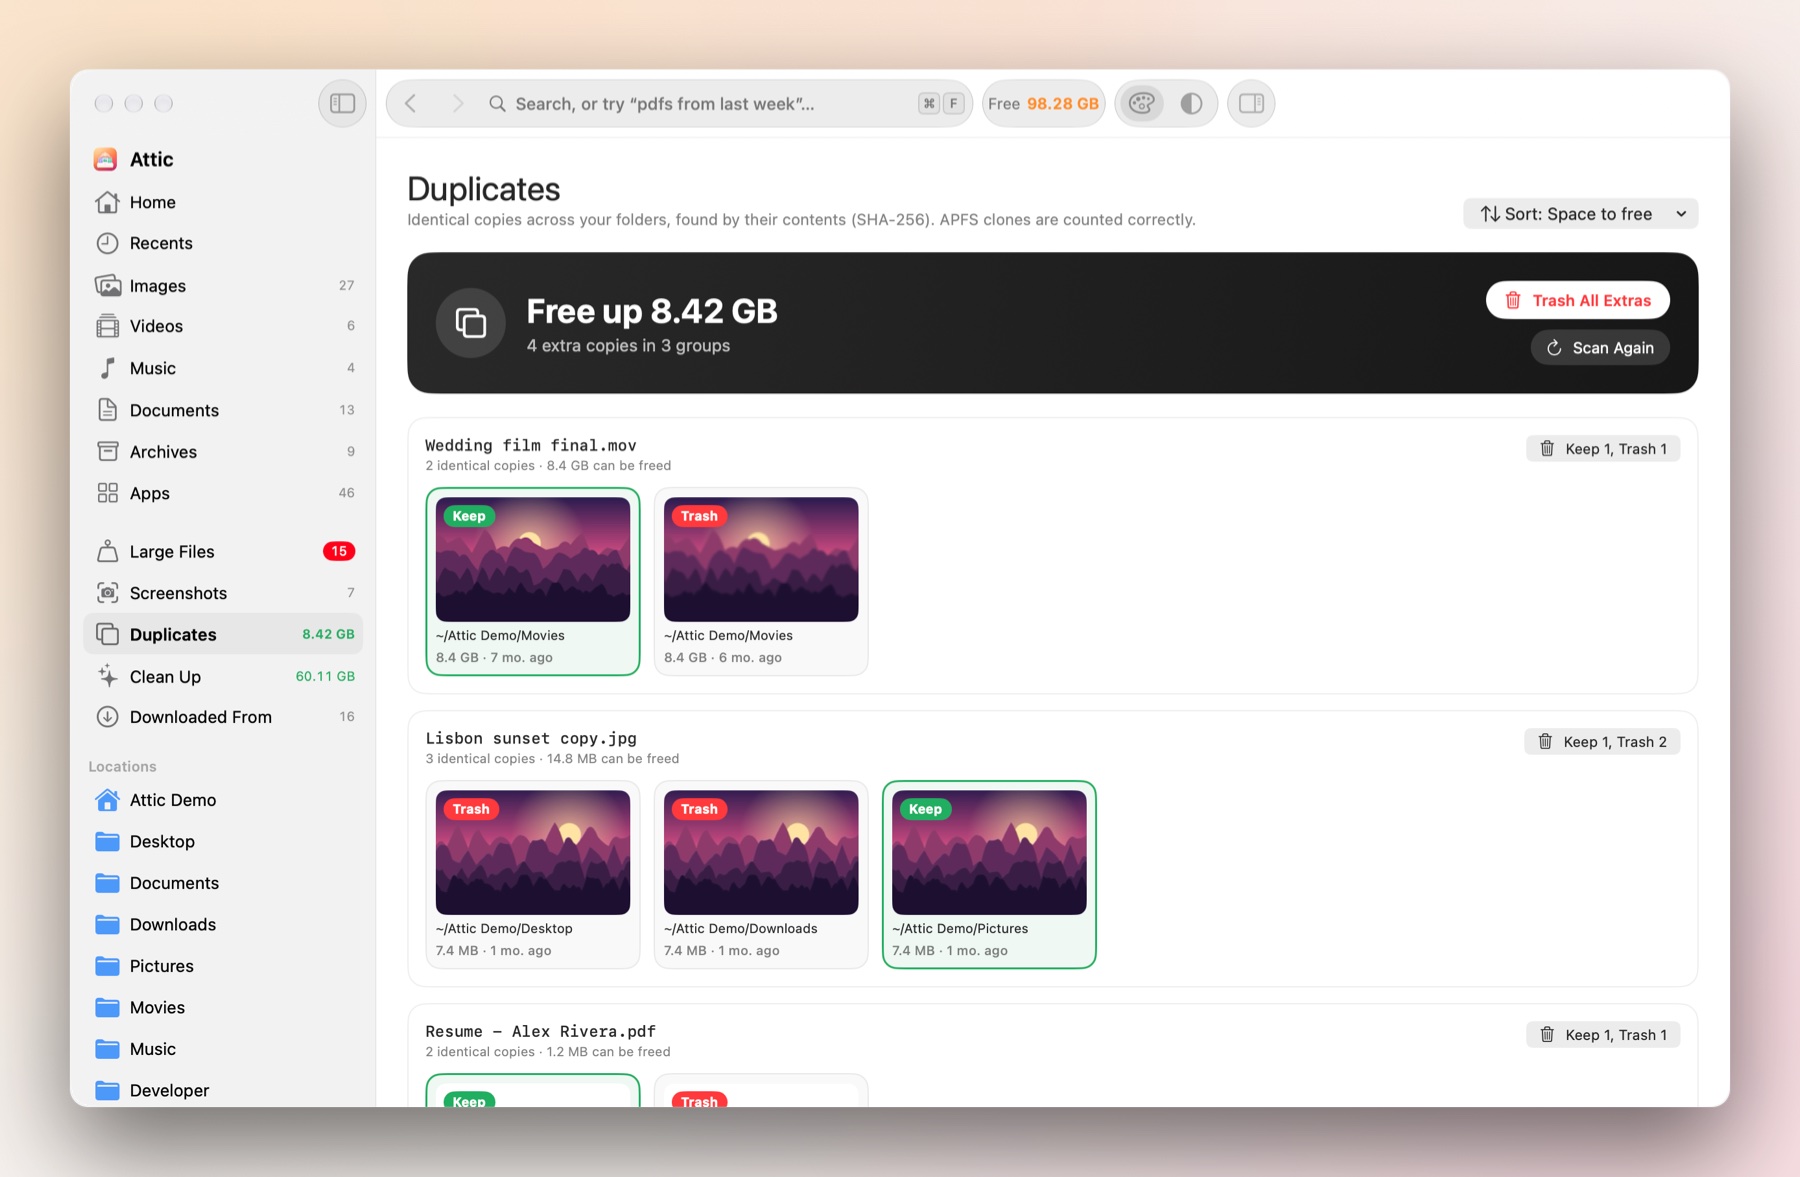 Search, or try “pdfs from last week”...
⌘ F
Free 98.28 GB
Attic
Home
Recents
Images 27
Videos 6
Music 4
Documents 13
Archives 9
Apps 46
Large Files 15
Screenshots 7
Duplicates 8.42 GB
Clean Up 60.11 GB
Downloaded From 16
Locations
Attic Demo
Desktop
Documents
Downloads
Pictures
Movies
Music
Developer
Duplicates
Identical copies across your folders, found by their contents (SHA-256). APFS clones are counted correctly.
Sort: Space to free
Free up 8.42 GB
4 extra copies in 3 groups
Trash All Extras
Scan Again
Wedding film final.mov
2 identical copies · 8.4 GB can be freed
Keep 1, Trash 1
Keep
~/Attic Demo/Movies
8.4 GB · 7 mo. ago
Trash
~/Attic Demo/Movies
8.4 GB · 6 mo. ago
Lisbon sunset copy.jpg
3 identical copies · 14.8 MB can be freed
Keep 1, Trash 2
Trash
~/Attic Demo/Desktop
7.4 MB · 1 mo. ago
Trash
~/Attic Demo/Downloads
7.4 MB · 1 mo. ago
Keep
~/Attic Demo/Pictures
7.4 MB · 1 mo. ago
Resume – Alex Rivera.pdf
2 identical copies · 1.2 MB can be freed
Keep 1, Trash 1
Keep
Trash